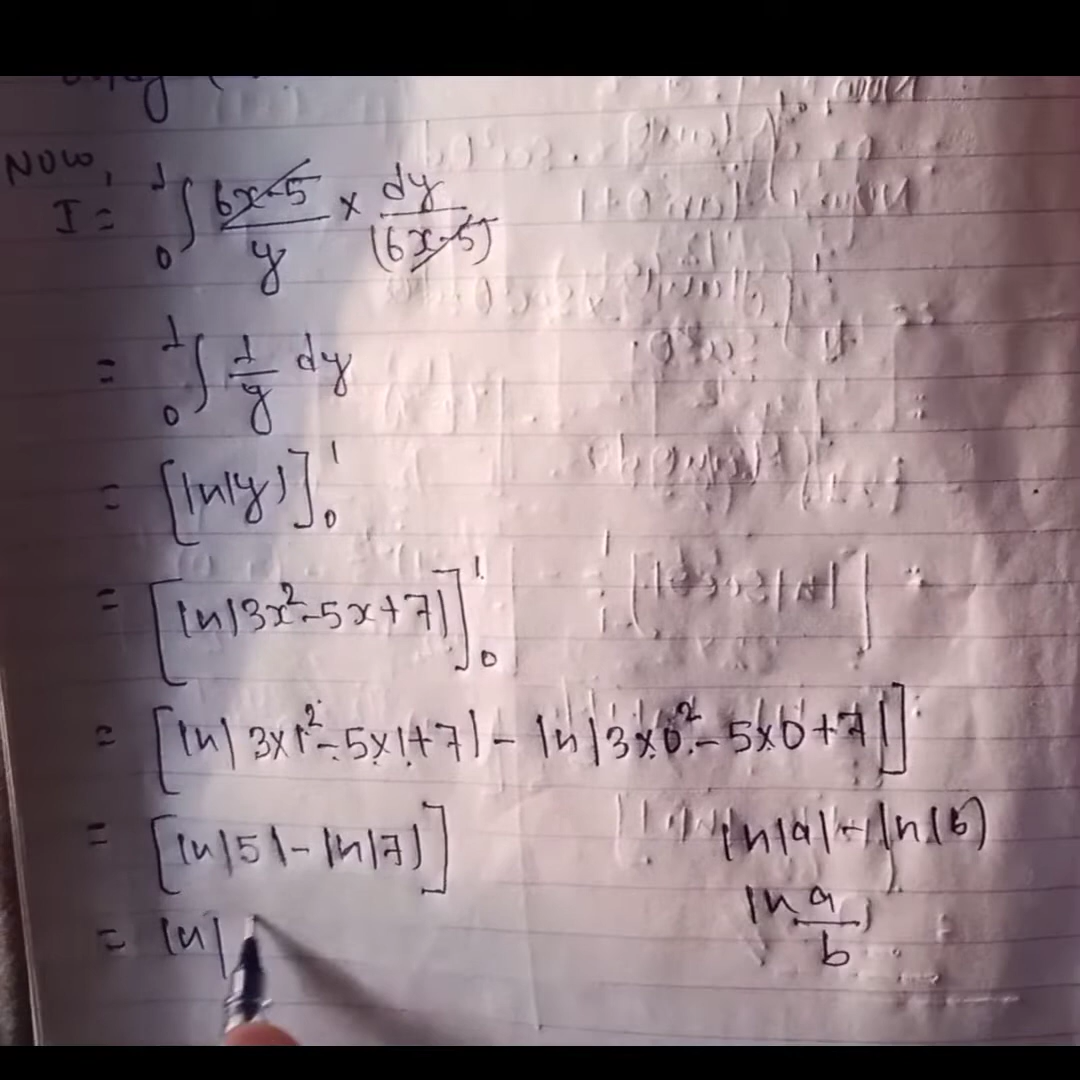 NOW,
I = ₀¹∫ (6x-5)/y × dy/(6x-5)
= ₀¹∫ 1/y dy
= [ln|y|]₀¹
= [ln|3x²-5x+7|]₀¹
= [ln|3×1²-5×1+7| - ln|3×0²-5×0+7|]
= [ln|5| - ln|7|]
ln|a| - ln|b|
= ln|
ln a/b